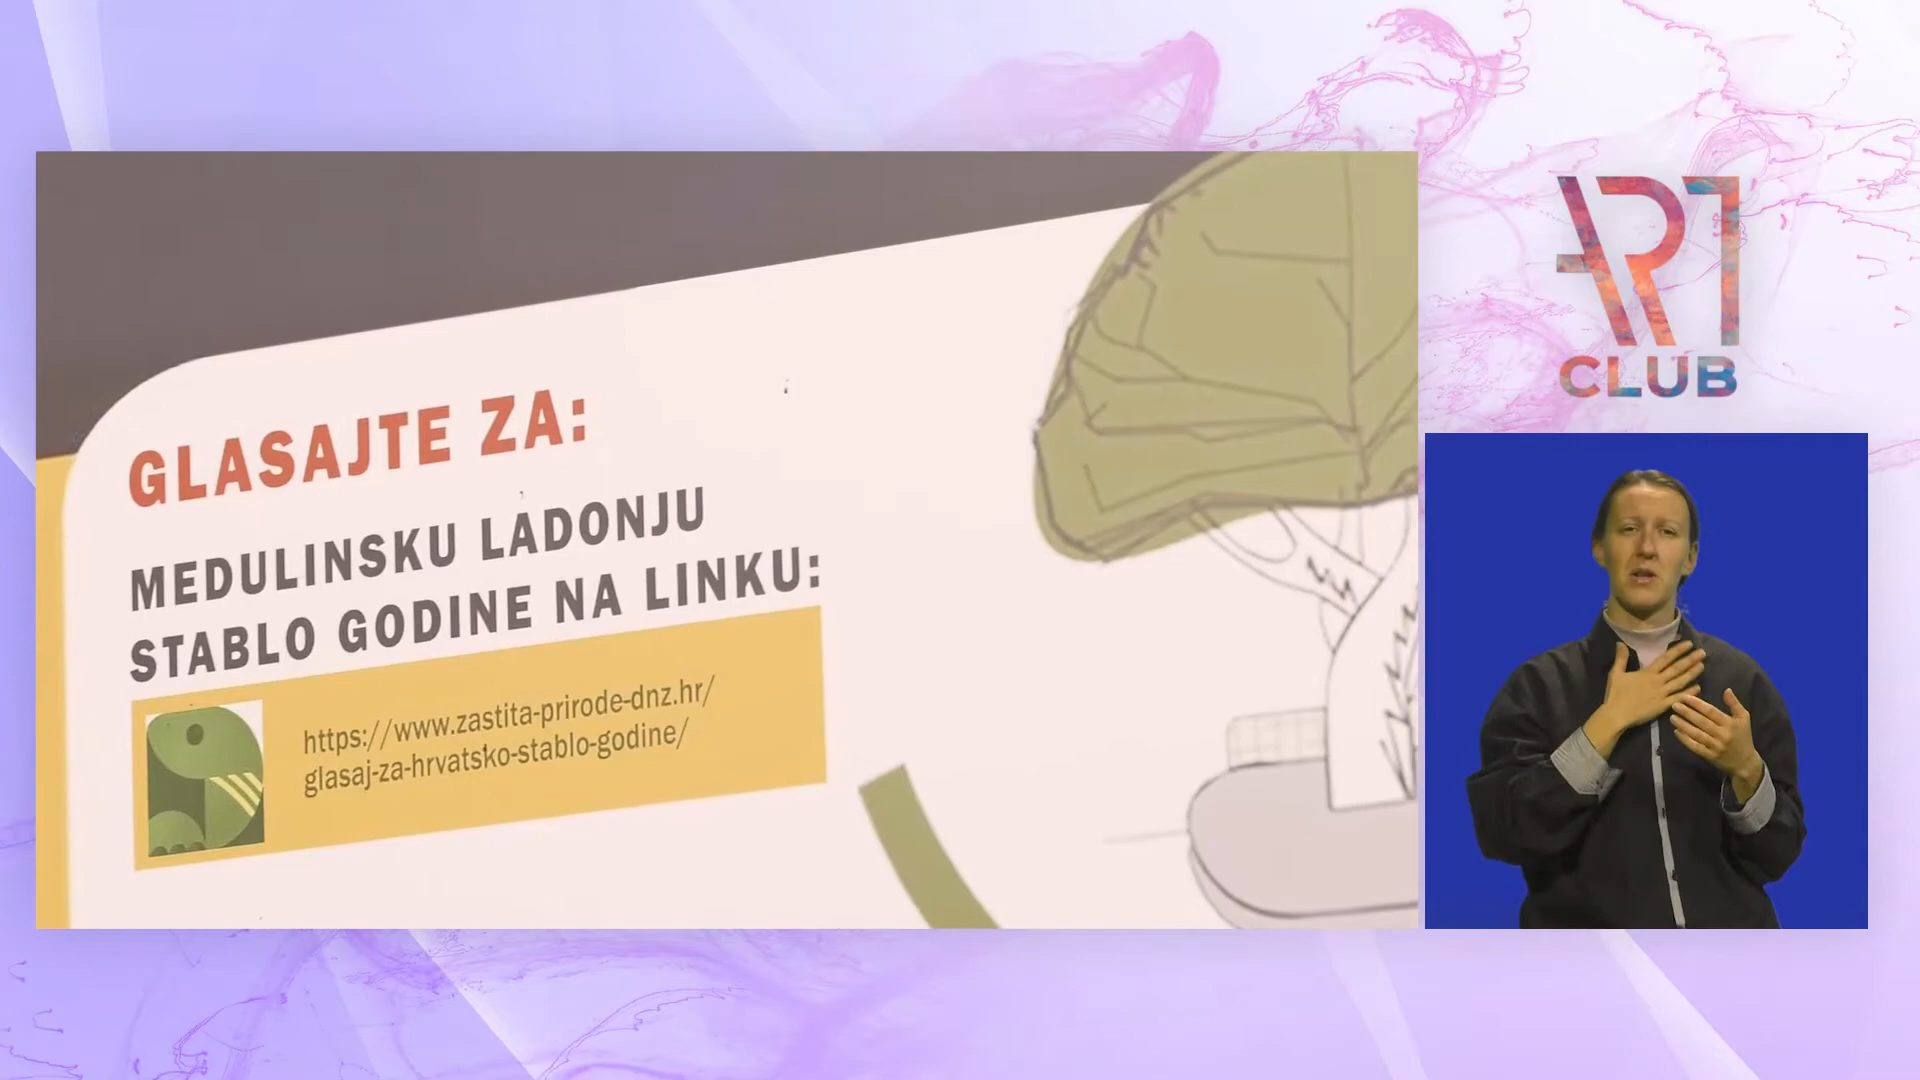 GLASAJTE ZA:
MEDULINSKU LADONJU
STABLO GODINE NA LINKU:
https://www.zastita-prirode-dnz.hr/
glasaj-za-hrvatsko-stablo-godine/
ART
CLUB